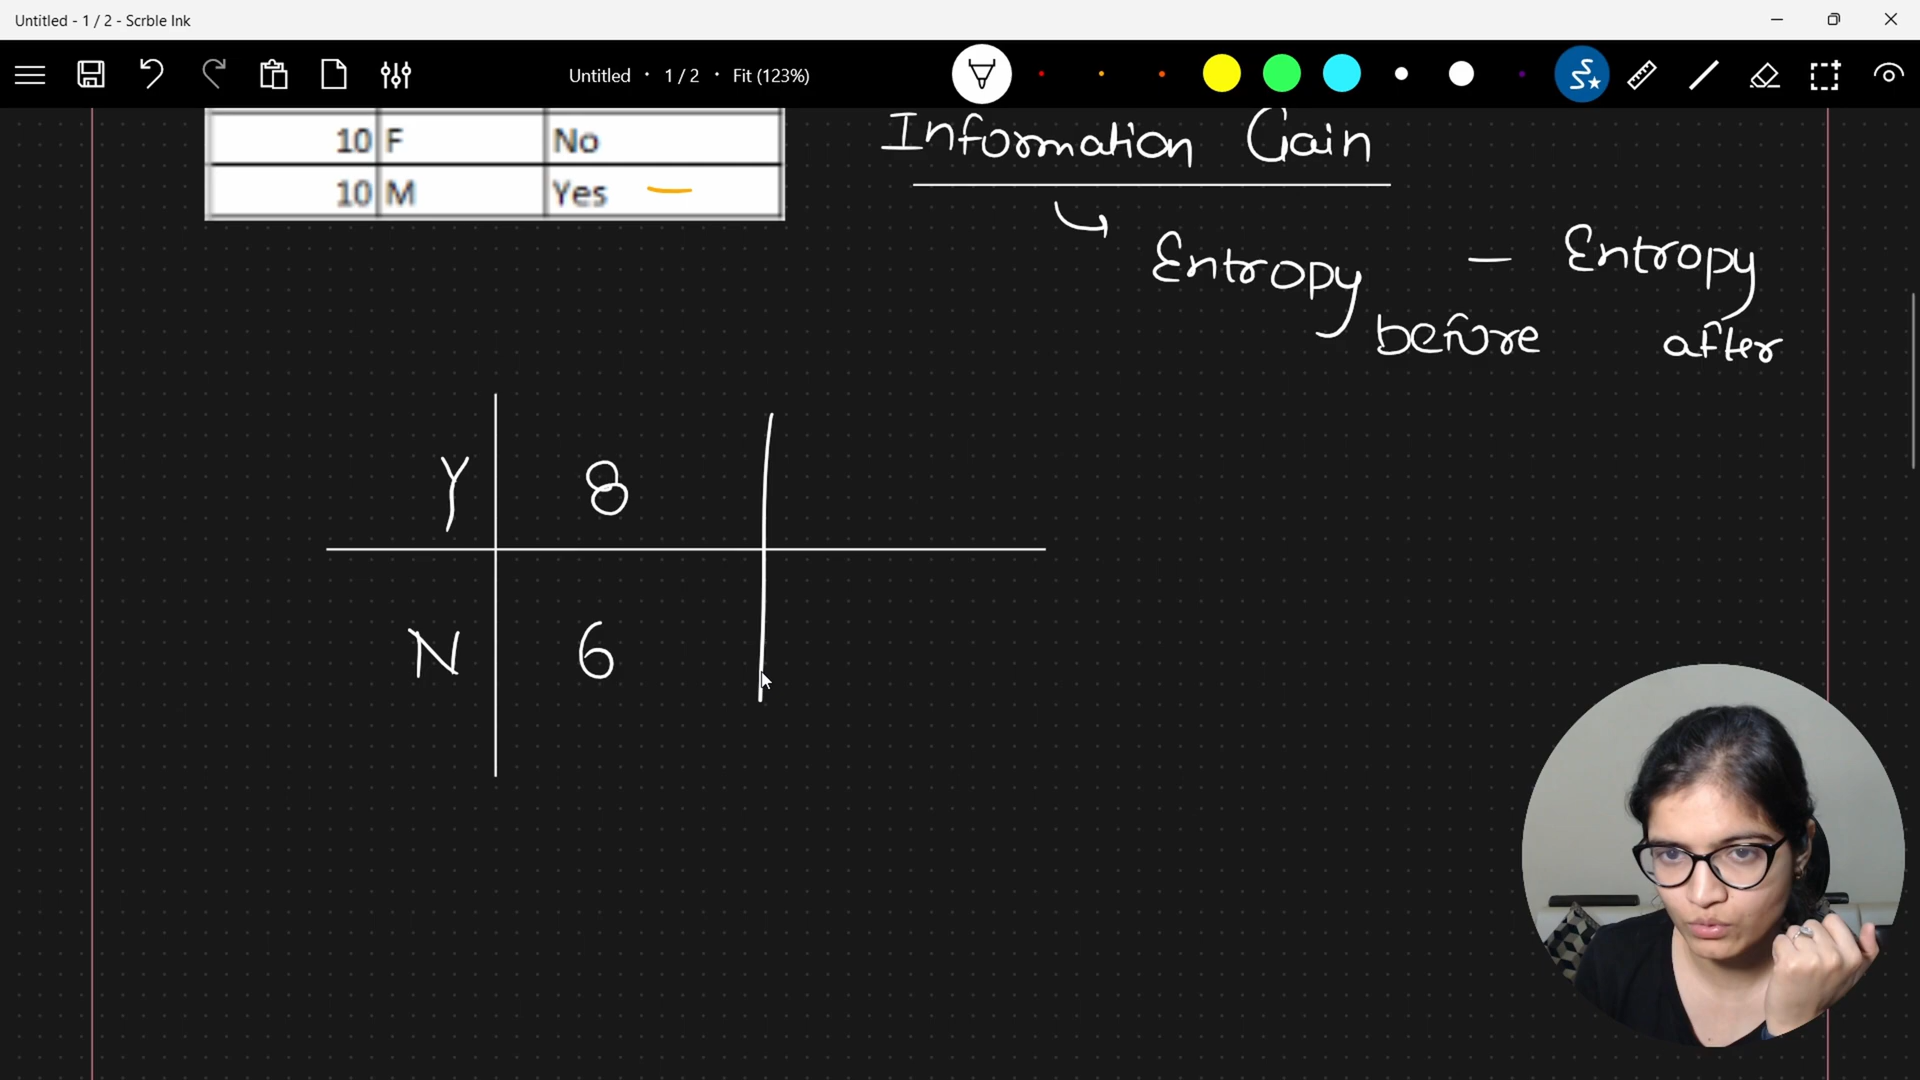 Untitled - 1 / 2 - Scrble Ink
Untitled • 1 / 2 • Fit (123%)
10 F No
10 M Yes
Information Gain
Entropy before - Entropy after
Y 8
N 6